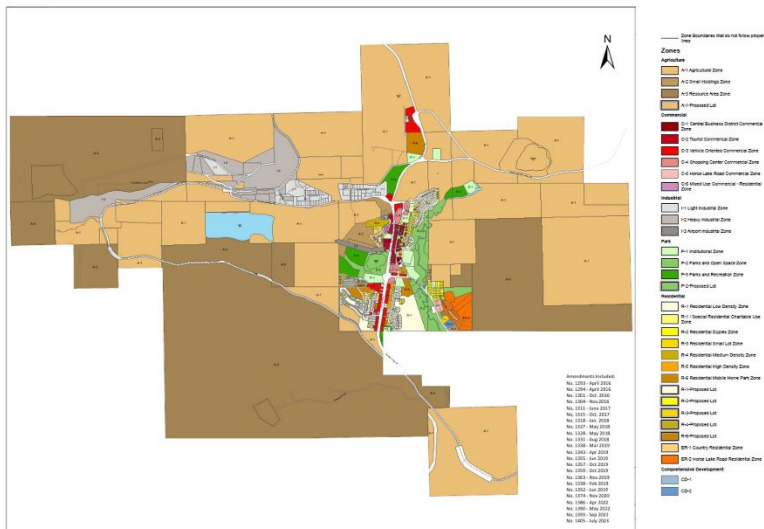 N
Zone Boundaries that do not follow property
lines
Zones
Agriculture
A-1 Agricultural Zone
A-2 Small Holdings Zone
A-3 Resource Area Zone
A-1-Proposed Lot
Commercial
C-1 Central Business District Commercial
Zone
C-2 Tourist Commercial Zone
C-3 Vehicle Oriented Commercial Zone
C-4 Shopping Center Commercial Zone
C-5 Horse Lake Road Commercial Zone
C-6 Mixed Use Commercial - Residential
Zone
Industrial
I-1 Light Industrial Zone
I-2 Heavy Industrial Zone
I-3 Airport Industrial Zone
Park
P-1 Institutional Zone
P-2 Parks and Open Space Zone
P-3 Parks and Recreation Zone
P-2-Proposed Lot
Residential
R-1 Residential Low Density Zone
R-1-1 Special Residential Charitable Use
Zone
R-2 Residential Duplex Zone
R-3 Residential Small Lot Zone
R-4 Residential Medium Density Zone
R-5 Residential High Density Zone
R-6 Residential Mobile Home Park Zone
R-1-Proposed Lot
R-2-Proposed Lot
R-3-Proposed Lot
R-4-Proposed Lot
R-6-Proposed Lot
ER-1 Country Residential Zone
ER-2 Horse Lake Road Residential Zone
Comprehensive Development
CD-1
CD-2
Amendments Included:
No. 1293 - April 2016
No. 1294 - April 2016
No. 1301 - Oct. 2016
No. 1304 - Nov 2016
No. 1311 - June 2017
No. 1315 - Oct. 2017
No. 1318 - Jan. 2018
No. 1327 - May 2018
No. 1328 - May 2018
No. 1331 - Aug 2018
No. 1338 - Mar 2019
No. 1343 - Apr 2019
No. 1355 - Jun 2019
No. 1357 - Oct 2019
No. 1359 - Oct 2019
No. 1363 - Nov 2019
No. 1338 - Feb 2019
No. 1352 - Jun 2019
No. 1374 - Nov 2020
No. 1386 - Apr 2022
No. 1390 - May 2022
No. 1395 - Sep 2022
No. 1405 - July 2023